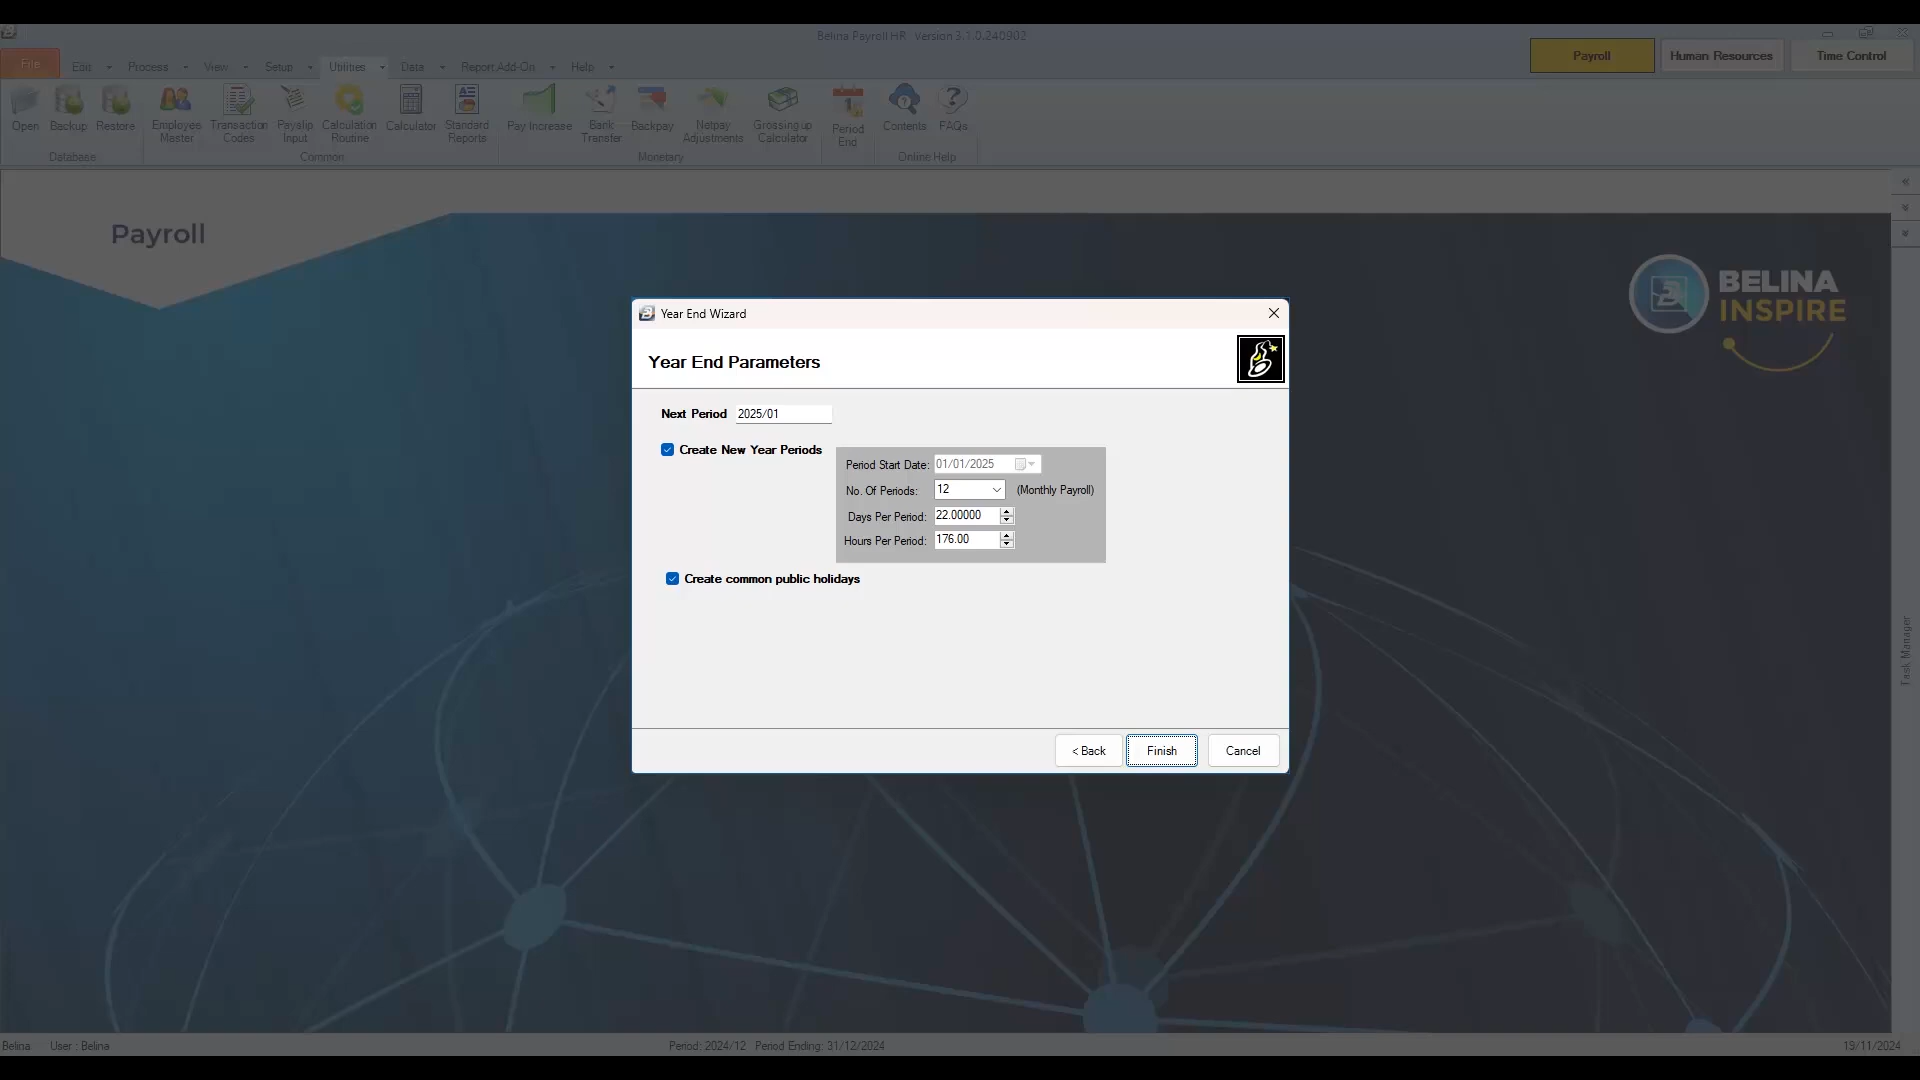 Belina Payroll HR Version 3.1.0.240902
Payroll Human Resources Time Control
File Edit Process View Setup Utilities Data Report Add-On Help
Open Backup Restore
Database
Employee Master Transaction Codes Payslip Input Calculation Routine Calculator Standard Reports
Common
Pay Increase Bank Transfer Backpay Netpay Adjustments Grossing up Calculator
Monetary
Period End
Contents FAQs
Online Help
Payroll
BELINA
INSPIRE
Year End Wizard
Year End Parameters
Next Period 2025/01
Create New Year Periods
Period Start Date: 01/01/2025
No. Of Periods: 12 (Monthly Payroll)
Days Per Period: 22.00000
Hours Per Period: 176.00
Create common public holidays
< Back Finish Cancel
Task Manager
Belina User : Belina Period: 2024/12 Period Ending: 31/12/2024 19/11/2024